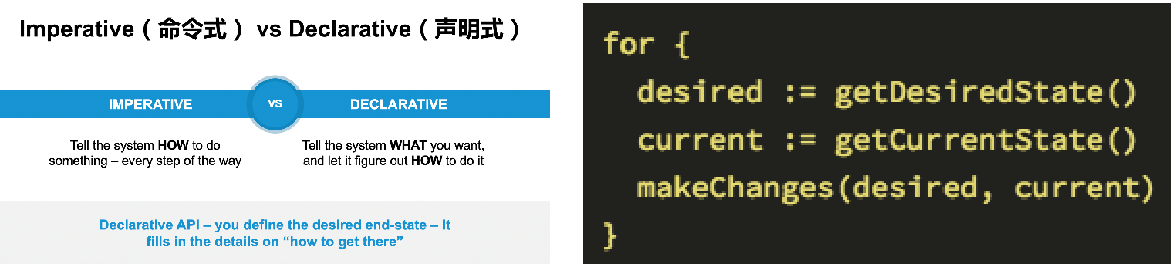 Imperative（命令式） vs Declarative（声明式）
IMPERATIVE
VS
DECLARATIVE
Tell the system HOW to do
something – every step of the way
Tell the system WHAT you want,
and let it figure out HOW to do it
Declarative API – you define the desired end-state – It
fills in the details on “how to get there”
for {
desired := getDesiredState()
current := getCurrentState()
makeChanges(desired, current)
}